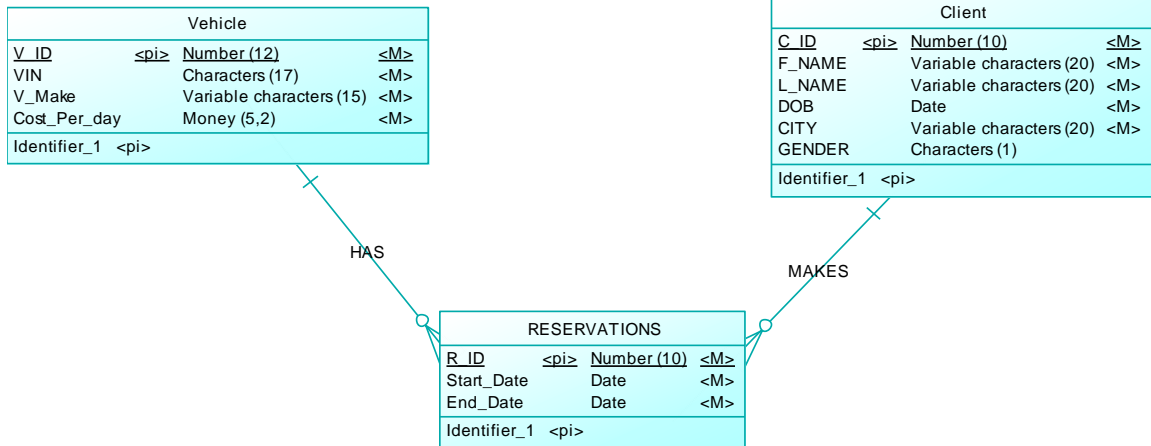 Vehicle
V_ID <pi> Number (12) <M>
VIN Characters (17) <M>
V_Make Variable characters (15) <M>
Cost_Per_day Money (5,2) <M>
Identifier_1 <pi>
Client
C_ID <pi> Number (10) <M>
F_NAME Variable characters (20) <M>
L_NAME Variable characters (20) <M>
DOB Date <M>
CITY Variable characters (20) <M>
GENDER Characters (1)
Identifier_1 <pi>
HAS
MAKES
RESERVATIONS
R_ID <pi> Number (10) <M>
Start_Date Date <M>
End_Date Date <M>
Identifier_1 <pi>